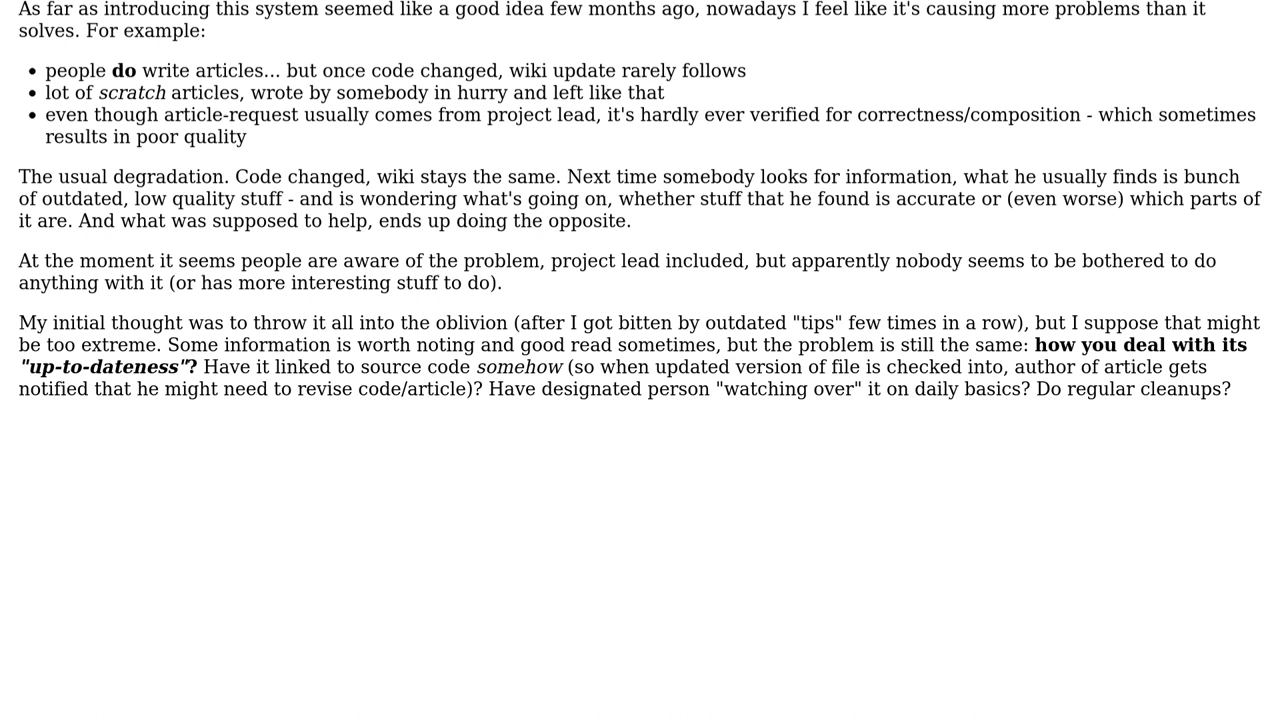 As far as introducing this system seemed like a good idea few months ago, nowadays I feel like it's causing more problems than it
solves. For example:
• people do write articles... but once code changed, wiki update rarely follows
• lot of scratch articles, wrote by somebody in hurry and left like that
• even though article-request usually comes from project lead, it's hardly ever verified for correctness/composition - which sometimes
results in poor quality
The usual degradation. Code changed, wiki stays the same. Next time somebody looks for information, what he usually finds is bunch
of outdated, low quality stuff - and is wondering what's going on, whether stuff that he found is accurate or (even worse) which parts of
it are. And what was supposed to help, ends up doing the opposite.
At the moment it seems people are aware of the problem, project lead included, but apparently nobody seems to be bothered to do
anything with it (or has more interesting stuff to do).
My initial thought was to throw it all into the oblivion (after I got bitten by outdated "tips" few times in a row), but I suppose that might
be too extreme. Some information is worth noting and good read sometimes, but the problem is still the same: how you deal with its
"up-to-dateness"? Have it linked to source code somehow (so when updated version of file is checked into, author of article gets
notified that he might need to revise code/article)? Have designated person "watching over" it on daily basics? Do regular cleanups?